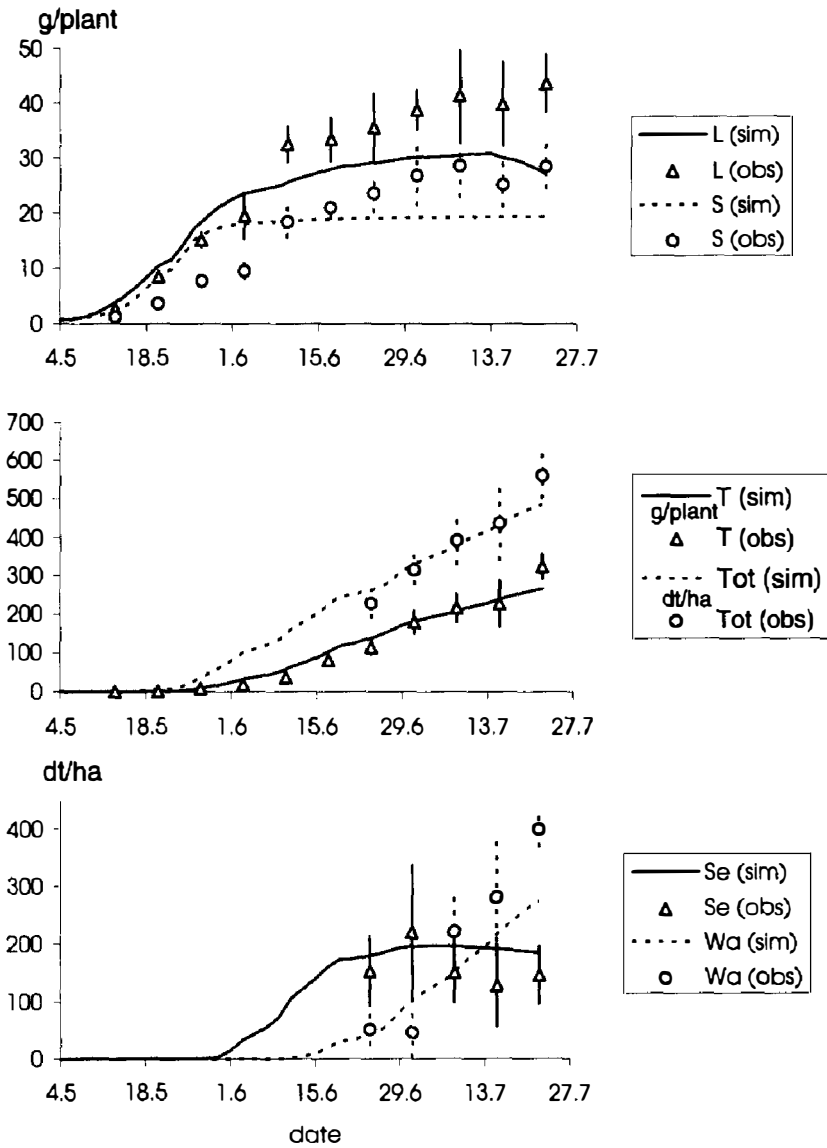 g/plant
50
40
30
20
10
0
4.5 18.5 1.6 15.6 29.6 13.7 27.7
L (sim)
L (obs)
S (sim)
S (obs)
700
600
500
400
300
200
100
0
4.5 18.5 1.6 15.6 29.6 13.7 27.7
T (sim)
g/plant
T (obs)
Tot (sim)
dt/ha
Tot (obs)
dt/ha
400
300
200
100
0
4.5 18.5 1.6 15.6 29.6 13.7 27.7
date
Se (sim)
Se (obs)
Wa (sim)
Wa (obs)